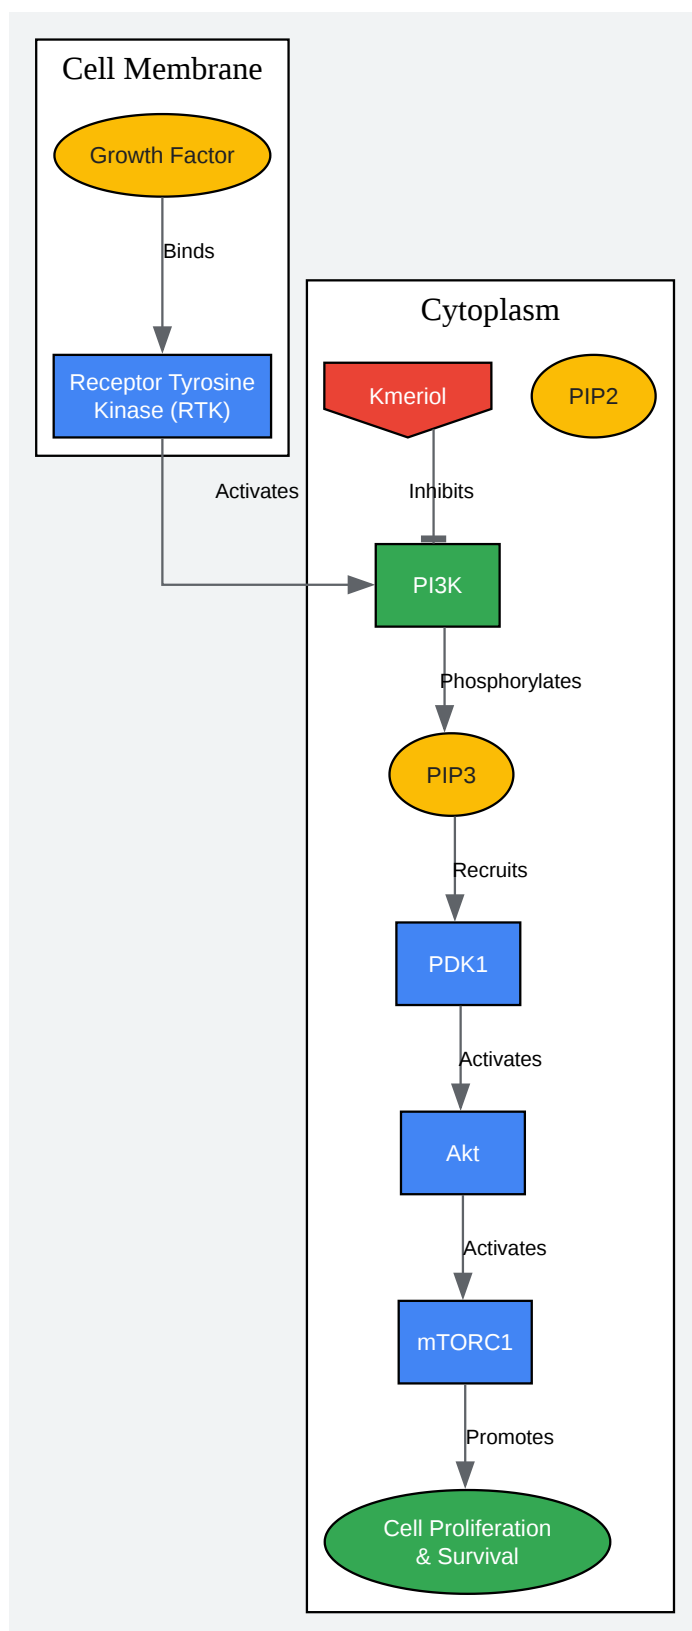 Cell Membrane
Growth Factor
Binds
Receptor Tyrosine
Kinase (RTK)
Activates
Cytoplasm
Kmeriol
PIP2
Inhibits
PI3K
Phosphorylates
PIP3
Recruits
PDK1
Activates
Akt
Activates
mTORC1
Promotes
Cell Proliferation
& Survival